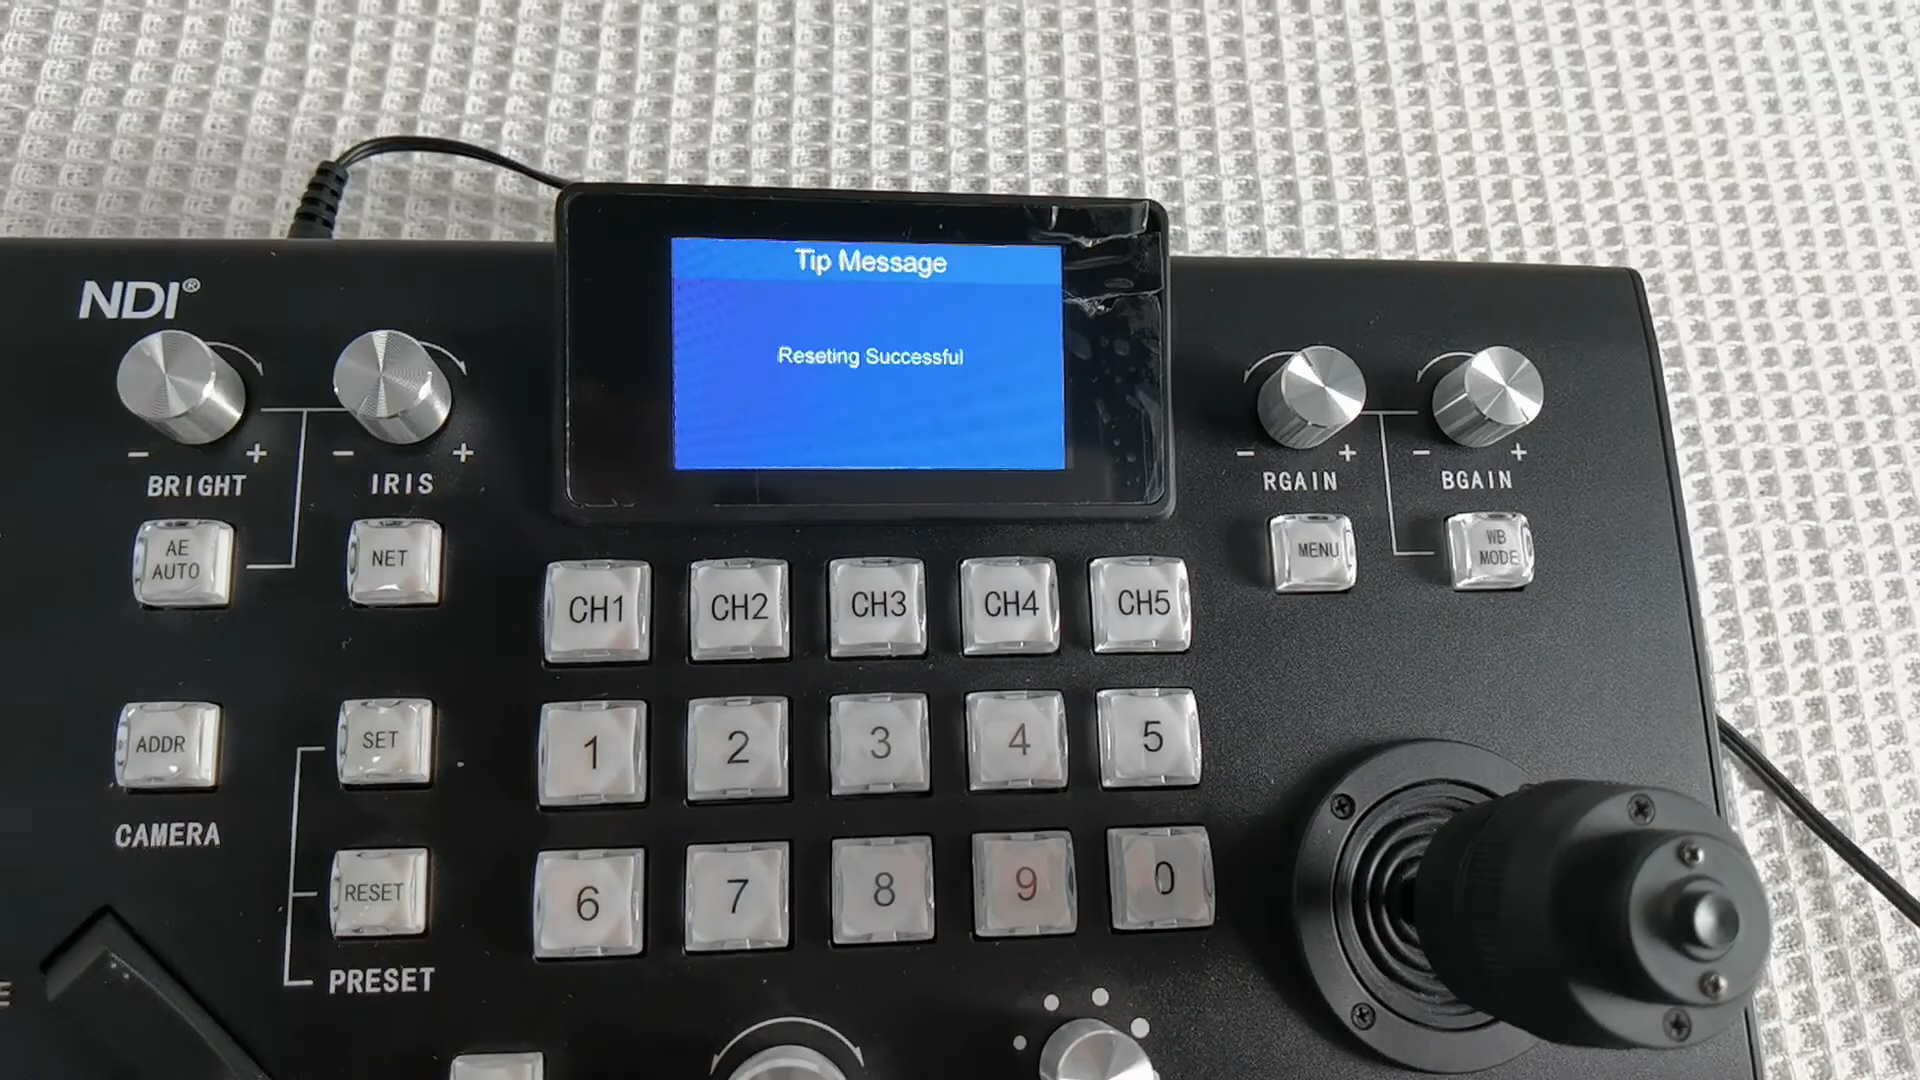 NDI®
Tip Message
Reseting Successful
- +
BRIGHT
- +
IRIS
- +
RGAIN
- +
BGAIN
AE
AUTO
NET
MENU
WB
MODE
CH1
CH2
CH3
CH4
CH5
ADDR
CAMERA
SET
1
2
3
4
5
RESET
PRESET
6
7
8
9
0
E